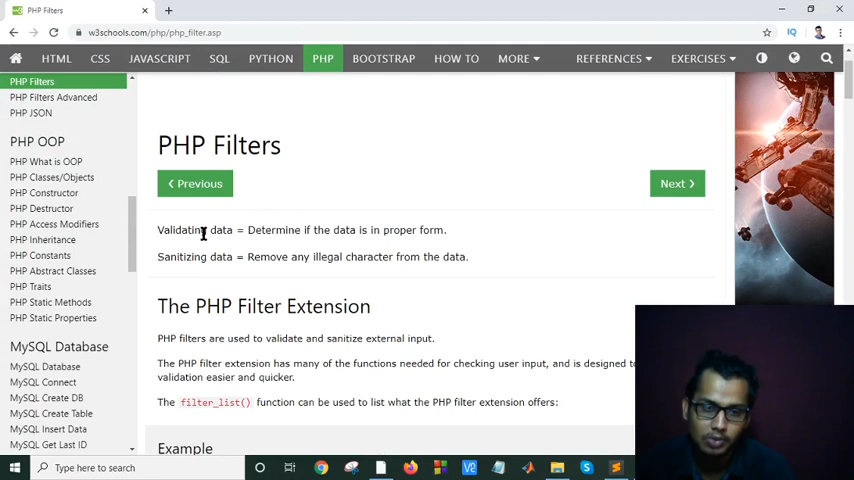 PHP Filters
w3schools.com/php/php_filter.asp
IQ
HTML CSS JAVASCRIPT SQL PYTHON PHP BOOTSTRAP HOW TO MORE REFERENCES EXERCISES
PHP Filters
PHP Filters Advanced
PHP JSON
PHP OOP
PHP What is OOP
PHP Classes/Objects
PHP Constructor
PHP Destructor
PHP Access Modifiers
PHP Inheritance
PHP Constants
PHP Abstract Classes
PHP Traits
PHP Static Methods
PHP Static Properties
MySQL Database
MySQL Database
MySQL Connect
MySQL Create DB
MySQL Create Table
MySQL Insert Data
MySQL Get Last ID
PHP Filters
❮ Previous
Next ❯
Validating data = Determine if the data is in proper form.
Sanitizing data = Remove any illegal character from the data.
The PHP Filter Extension
PHP filters are used to validate and sanitize external input.
The PHP filter extension has many of the functions needed for checking user input, and is designed to
validation easier and quicker.
The filter_list() function can be used to list what the PHP filter extension offers:
Example
Type here to search